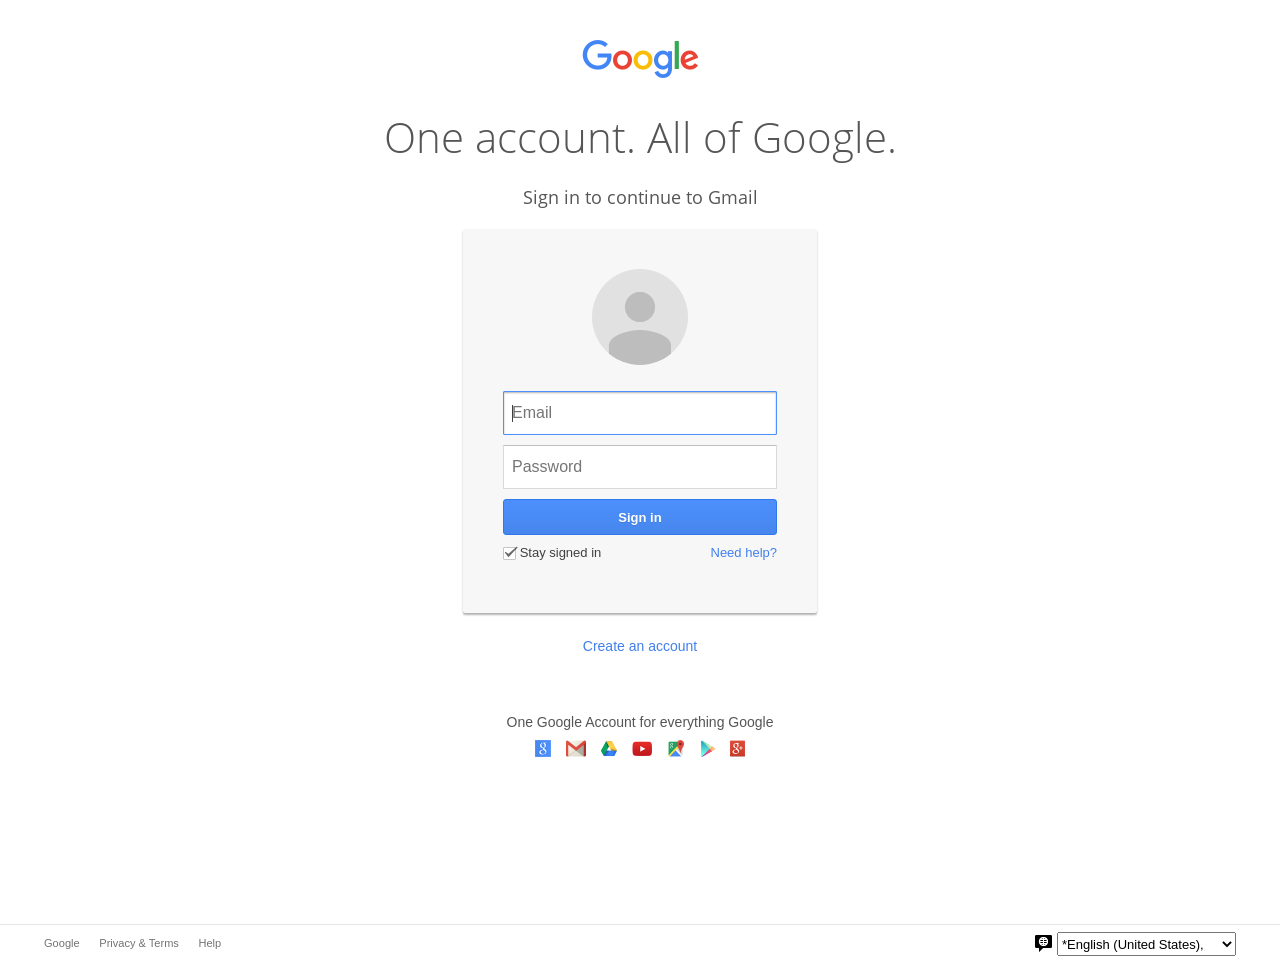 Google
One account. All of Google.
Sign in to continue to Gmail
Email
Password
Sign in
Stay signed in
Need help?
Create an account
One Google Account for everything Google
Google
Privacy & Terms
Help
*English (United States),